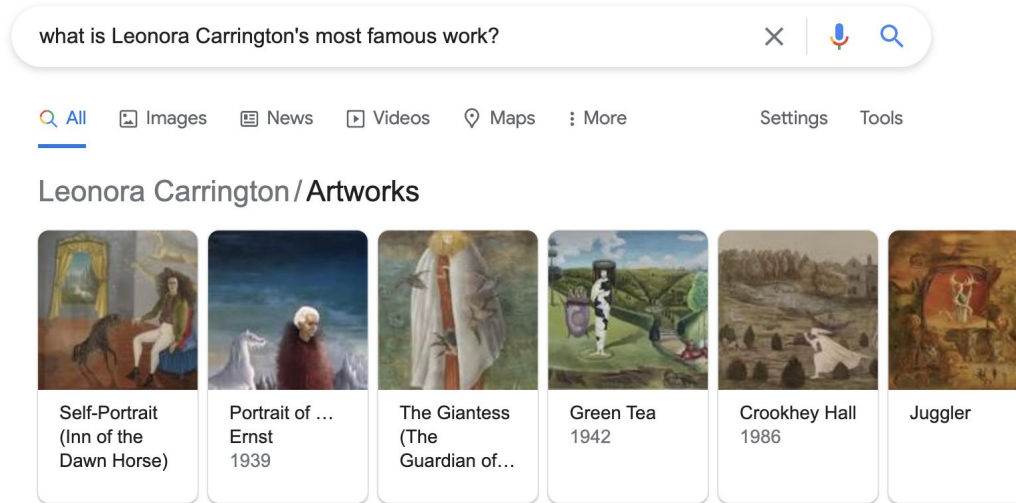 what is Leonora Carrington's most famous work?
All Images News Videos Maps More Settings Tools
Leonora Carrington/Artworks
Self-Portrait
(Inn of the
Dawn Horse)
Portrait of …
Ernst
1939
The Giantess
(The
Guardian of…
Green Tea
1942
Crookhey Hall
1986
Juggler